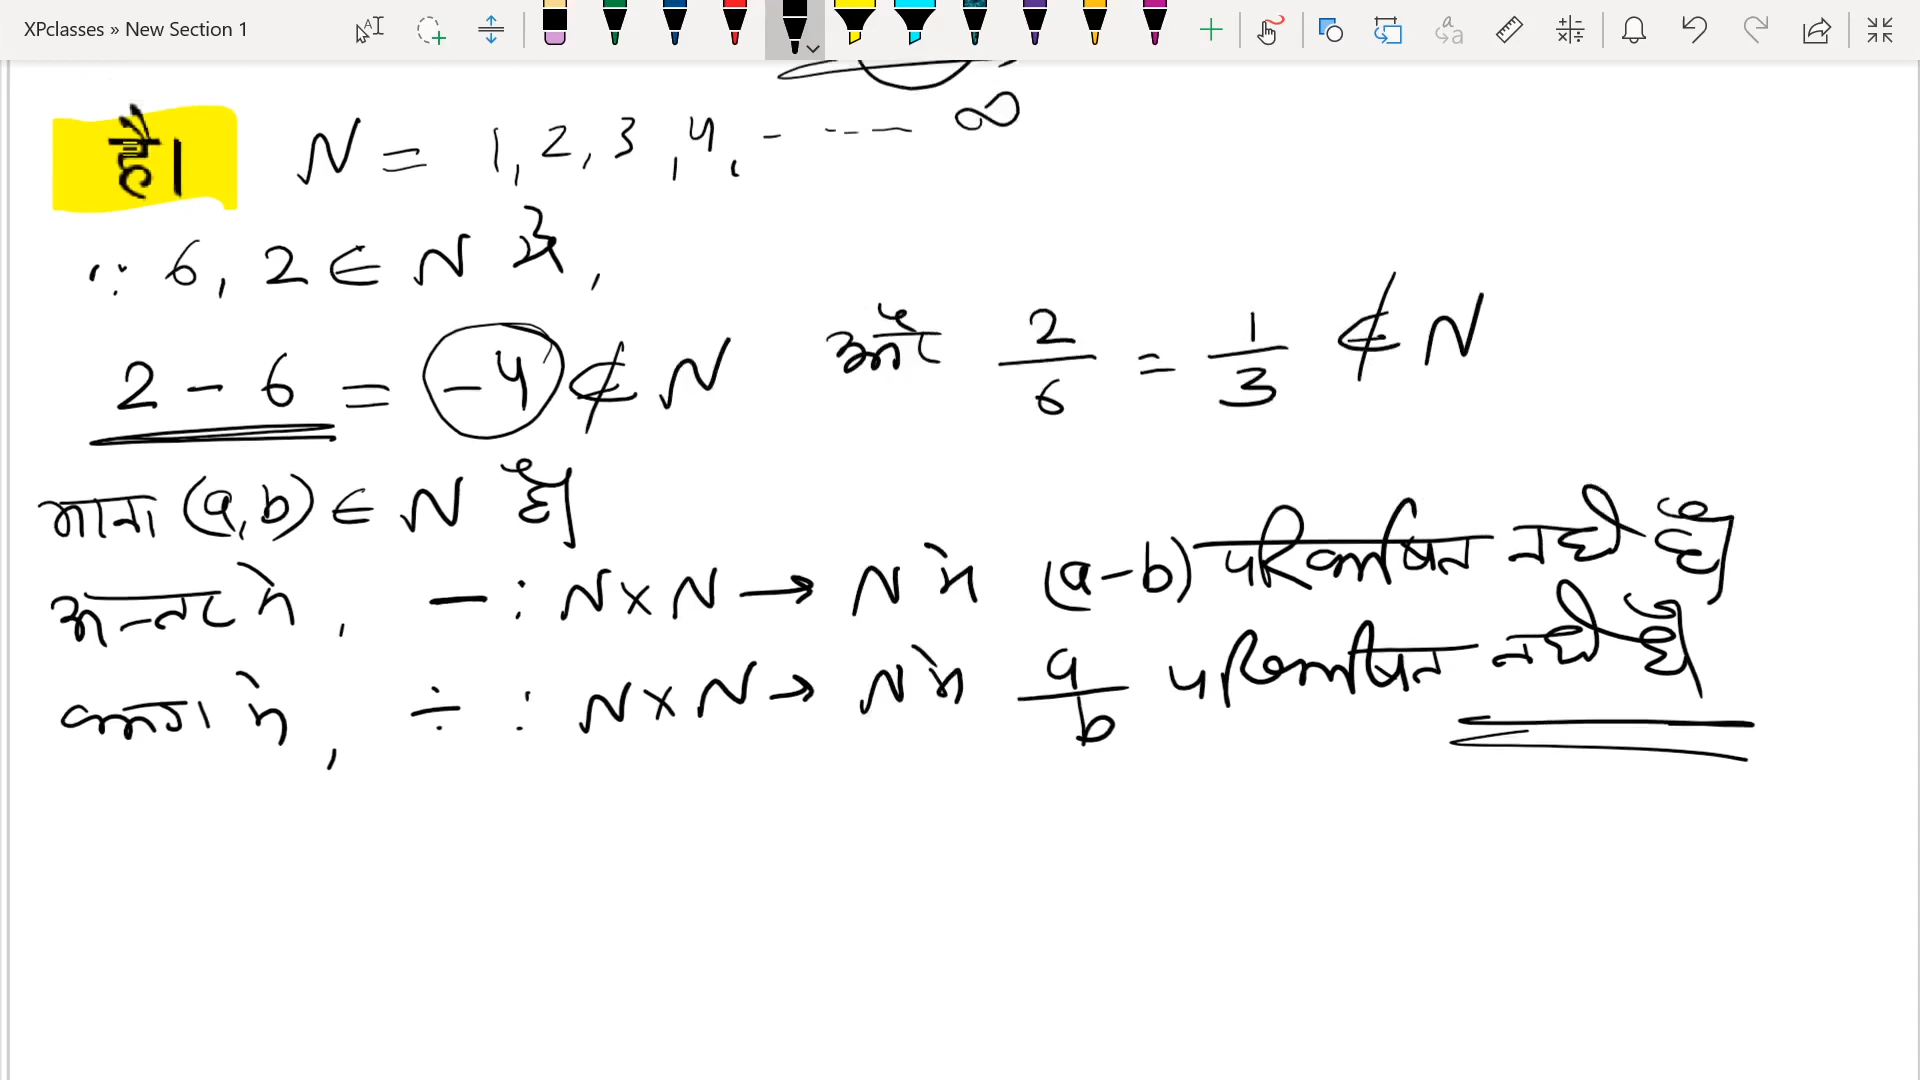 XPclasses » New Section 1
है। N = 1, 2, 3, 4, - ---- ∞
∵ 6, 2 ∈ N है,
2 - 6 = -4 ∉ N और 2/6 = 1/3 ∉ N
माना (a, b) ∈ N है।
अन्तर में, - : N × N → N में (a-b) परिभाषित नही है।
भाग में, ÷ : N × N → N में a/b परिभाषित नही है।